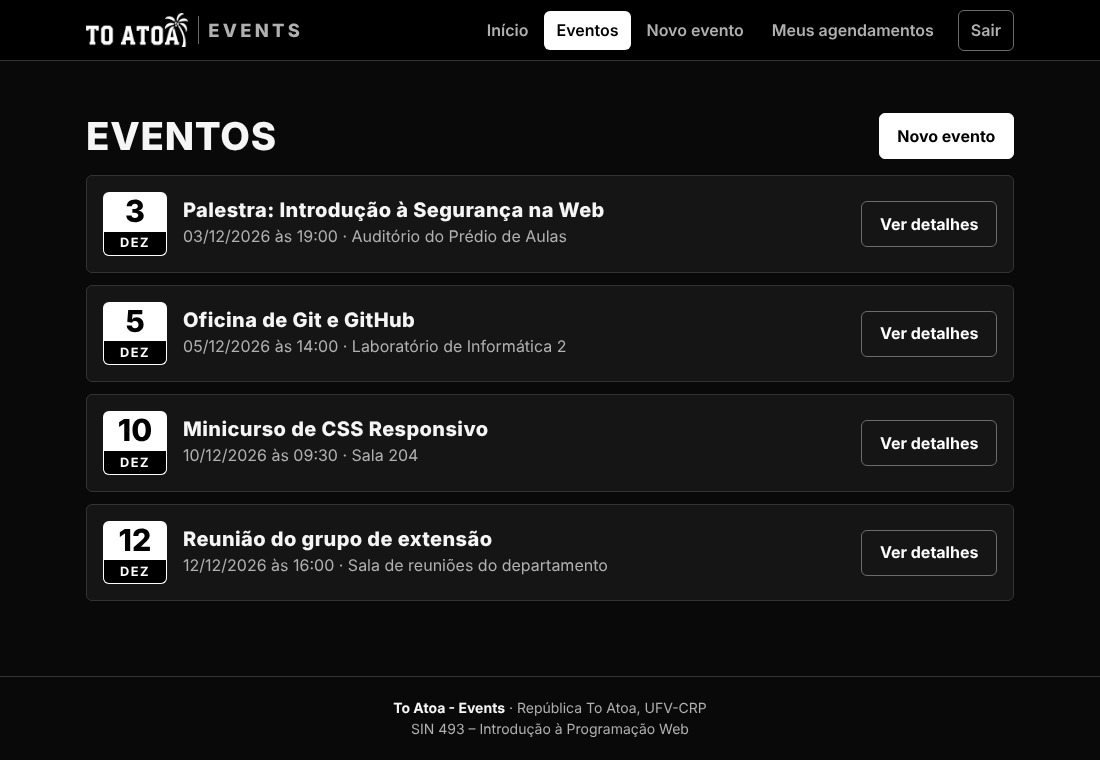 TO ATOA EVENTS
Início Eventos Novo evento Meus agendamentos Sair
EVENTOS
Novo evento
3
DEZ
Palestra: Introdução à Segurança na Web
03/12/2026 às 19:00 · Auditório do Prédio de Aulas
Ver detalhes
5
DEZ
Oficina de Git e GitHub
05/12/2026 às 14:00 · Laboratório de Informática 2
Ver detalhes
10
DEZ
Minicurso de CSS Responsivo
10/12/2026 às 09:30 · Sala 204
Ver detalhes
12
DEZ
Reunião do grupo de extensão
12/12/2026 às 16:00 · Sala de reuniões do departamento
Ver detalhes
To Atoa - Events · República To Atoa, UFV-CRP
SIN 493 – Introdução à Programação Web